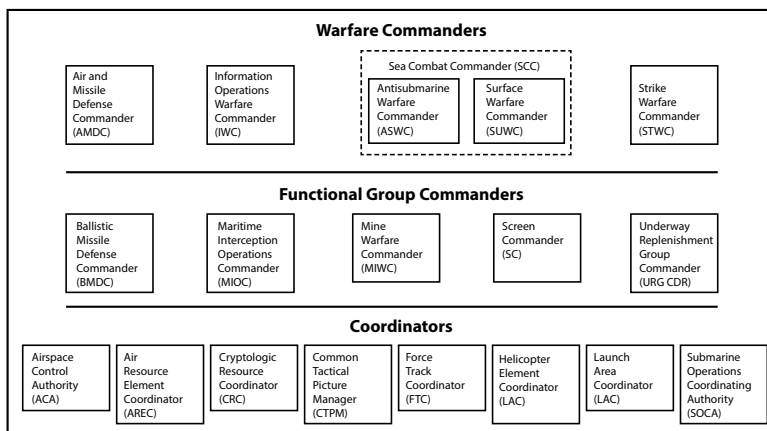 Warfare Commanders
Air and
Missile
Defense
Commander
(AMDC)
Information
Operations
Warfare
Commander
(IWC)
Sea Combat Commander (SCC)
Antisubmarine
Warfare
Commander
(ASWC)
Surface
Warfare
Commander
(SUWC)
Strike
Warfare
Commander
(STWC)
Functional Group Commanders
Ballistic
Missile
Defense
Commander
(BMDC)
Maritime
Interception
Operations
Commander
(MIOC)
Mine
Warfare
Commander
(MIWC)
Screen
Commander
(SC)
Underway
Replenishment
Group
Commander
(URG CDR)
Coordinators
Airspace
Control
Authority
(ACA)
Air
Resource
Element
Coordinator
(AREC)
Cryptologic
Resource
Coordinator
(CRC)
Common
Tactical
Picture
Manager
(CTPM)
Force
Track
Coordinator
(FTC)
Helicopter
Element
Coordinator
(LAC)
Launch
Area
Coordinator
(LAC)
Submarine
Operations
Coordinating
Authority
(SOCA)